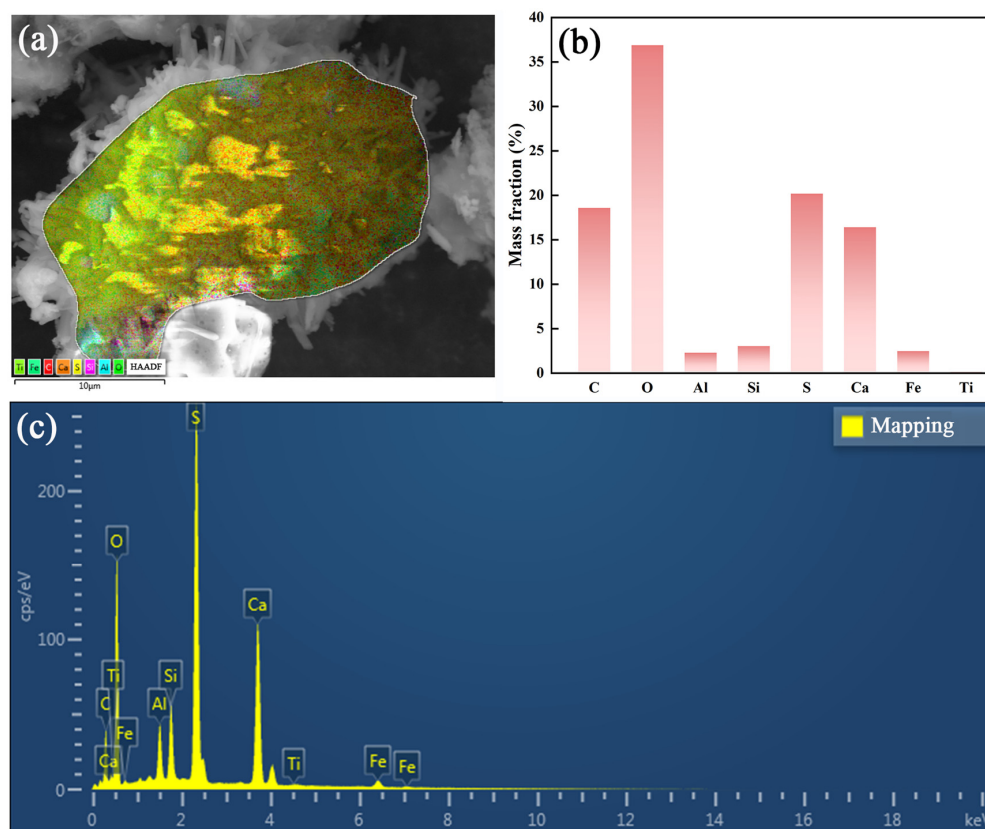 (a)
Ti Fe C Ca S Si Al O HAADF
10μm
(b)
Mass fraction (%)
40
35
30
25
20
15
10
5
0
C O Al Si S Ca Fe Ti
(c)
Mapping
cps/eV
200
100
0
S
O
Ca
Ti
C
Si
Al
Fe
Ca
Ti
Fe
Fe
0 2 4 6 8 10 12 14 16 18 keV